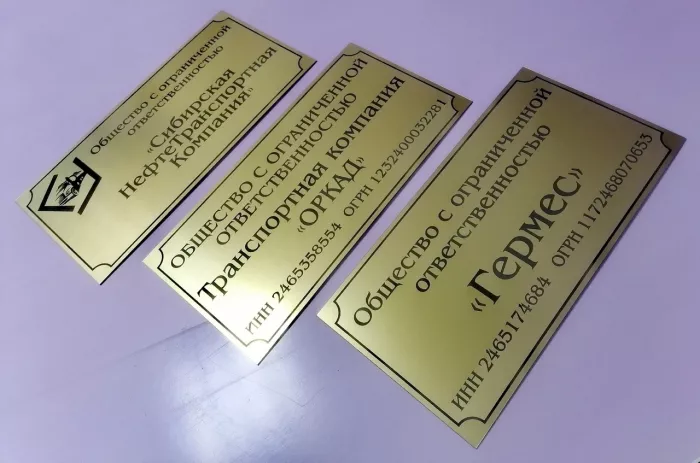 Общество с ограниченной
ответственностью
«Сибирская
Нефтетранспортная
Компания»
ОБЩЕСТВО С ОГРАНИЧЕННОЙ
ОТВЕТСТВЕННОСТЬЮ
Транспортная компания
«ОРКАД»
ИНН 2465358554 ОГРН 1232400032281
Общество с ограниченной
ответственностью
«Гермес»
ИНН 2465174684 ОГРН 1172468070653